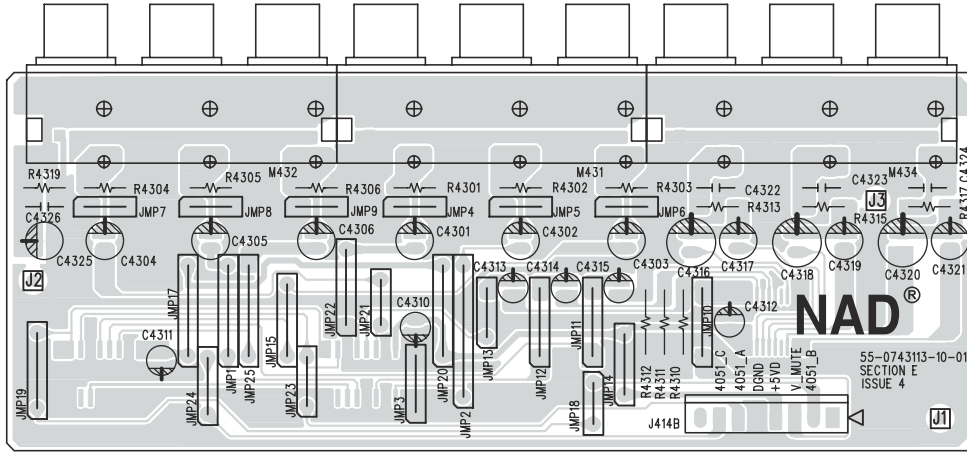 R4319
C4326
R4304
R4305
M432
R4306
R4301
R4302
M431
R4303
C4322
R4313
C4323
R4315
M434
R4317 C4324
J3
JMP7
JMP8
JMP9
JMP4
JMP5
JMP6
C4325
C4304
C4305
C4306
C4301
C4302
C4303
C4316
C4317
C4318
C4319
C4320
C4321
J2
JMP17
JMP22
JMP21
C4313
C4314
C4315
C4310
C4312
C4311
JMP15
JMP13
JMP11
JMP10
NAD®
JMP19
JMP24
JMP1
JMP25
JMP23
JMP3
JMP20
JMP2
JMP12
JMP18
JMP14
R4312
R4311
R4310
4051_C
4051_A
DGND
+5VD
V_MUTE
4051_B
55-0743113-10-01
SECTION E
ISSUE 4
J414B
J1